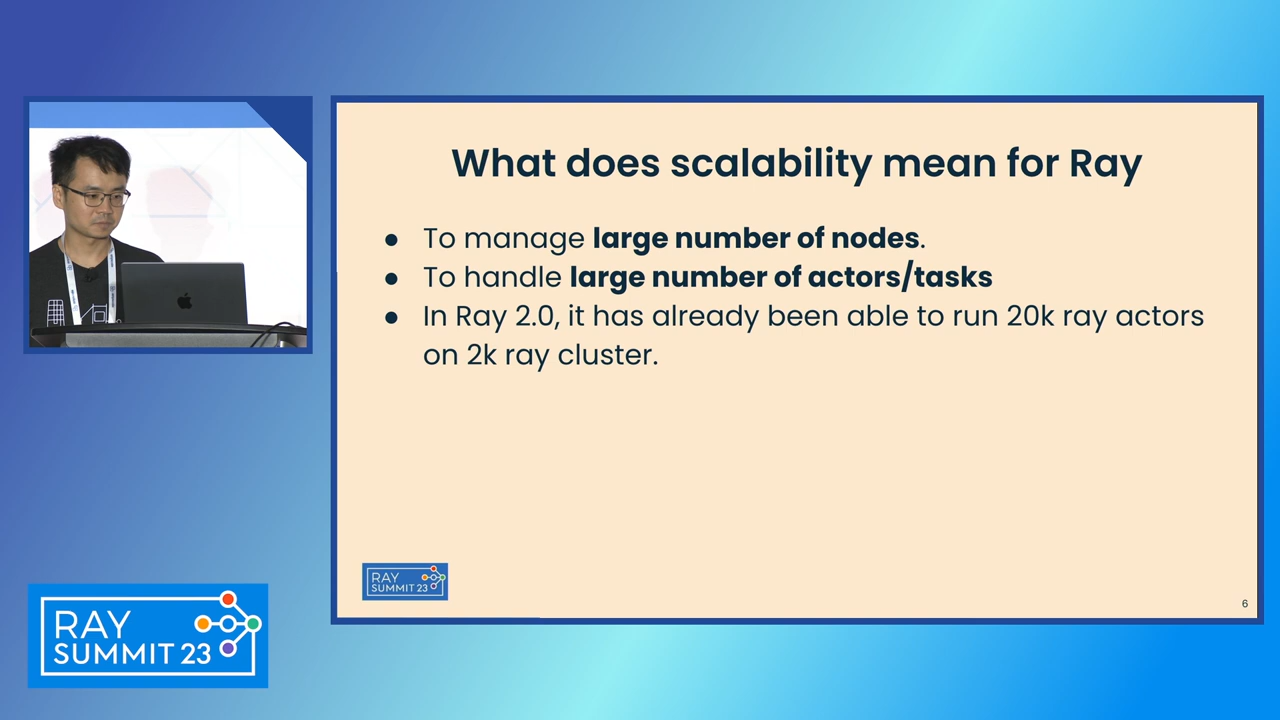 What does scalability mean for Ray
● To manage large number of nodes.
● To handle large number of actors/tasks
● In Ray 2.0, it has already been able to run 20k ray actors
on 2k ray cluster.
RAY
SUMMIT 23
6
RAY
SUMMIT 23